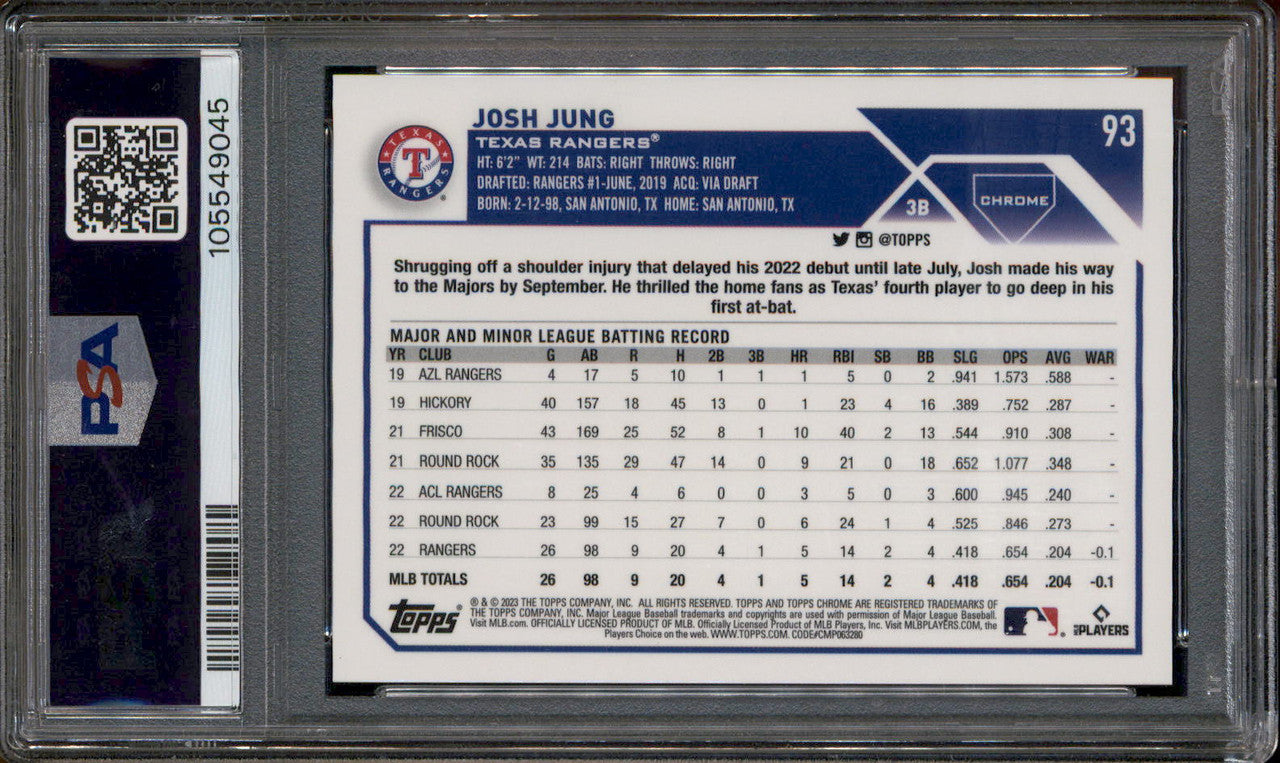 105549045
PSA
JOSH JUNG
TEXAS RANGERS®
HT: 6'2" WT: 214 BATS: RIGHT THROWS: RIGHT
DRAFTED: RANGERS #1-JUNE, 2019 ACQ: VIA DRAFT
BORN: 2-12-98, SAN ANTONIO, TX HOME: SAN ANTONIO, TX
TEXAS
T
RANGERS
93
3B
CHROME
@TOPPS
Shrugging off a shoulder injury that delayed his 2022 debut until late July, Josh made his way
to the Majors by September. He thrilled the home fans as Texas' fourth player to go deep in his
first at-bat.
MAJOR AND MINOR LEAGUE BATTING RECORD
YR CLUB G AB R H 2B 3B HR RBI SB BB SLG OPS AVG WAR
19 AZL RANGERS 4 17 5 10 1 1 1 5 0 2 .941 1.573 .588 -
19 HICKORY 40 157 18 45 13 0 1 23 4 16 .389 .752 .287 -
21 FRISCO 43 169 25 52 8 1 10 40 2 13 .544 .910 .308 -
21 ROUND ROCK 35 135 29 47 14 0 9 21 0 18 .652 1.077 .348 -
22 ACL RANGERS 8 25 4 6 0 0 3 5 0 3 .600 .945 .240 -
22 ROUND ROCK 23 99 15 27 7 0 6 24 1 4 .525 .846 .273 -
22 RANGERS 26 98 9 20 4 1 5 14 2 4 .418 .654 .204 -0.1
MLB TOTALS 26 98 9 20 4 1 5 14 2 4 .418 .654 .204 -0.1
Topps®
® & © 2023 THE TOPPS COMPANY, INC. ALL RIGHTS RESERVED. TOPPS AND TOPPS CHROME ARE REGISTERED TRADEMARKS OF
THE TOPPS COMPANY, INC. Major League Baseball trademarks and copyrights are used with permission of Major League Baseball.
Visit MLB.com. OFFICIALLY LICENSED PRODUCT OF MLB. Officially Licensed Product of MLB Players, Inc. Visit MLBPLAYERS.COM, the
Players Choice on the web. WWW.TOPPS.COM. CODE#CMP063280
PLAYERS